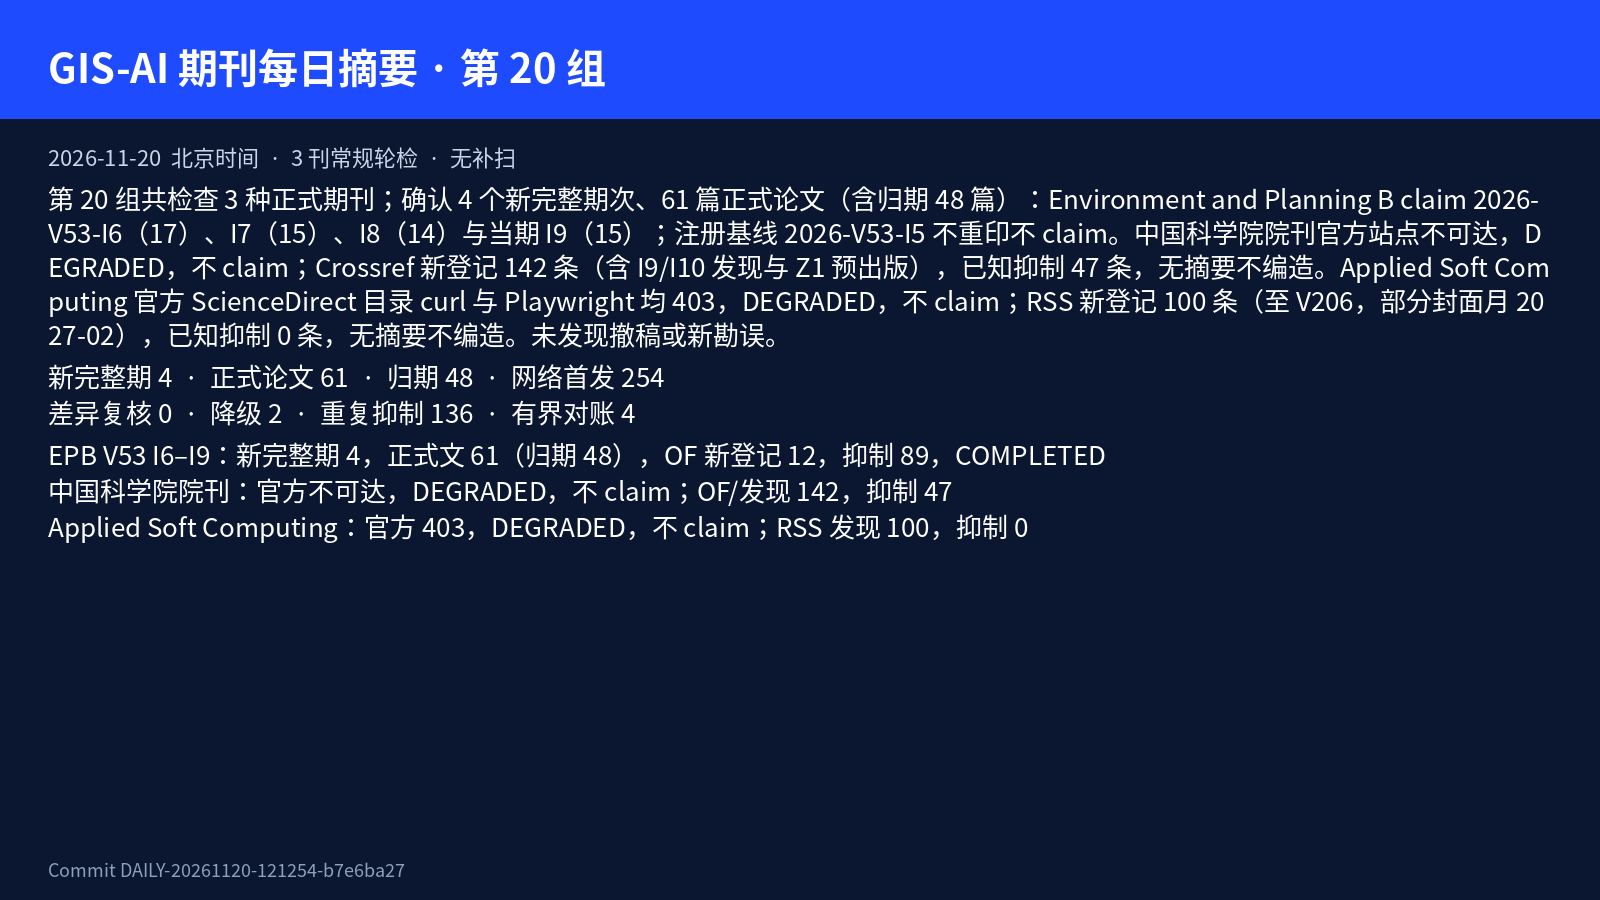 GIS-AI 期刊每日摘要 · 第 20 组
2026-11-20 北京时间 · 3 刊常规轮检 · 无补扫
第 20 组共检查 3 种正式期刊；确认 4 个新完整期次、61 篇正式论文（含归期 48 篇）：Environment and Planning B claim 2026-
V53-I6（17）、I7（15）、I8（14）与当期 I9（15）；注册基线 2026-V53-I5 不重印不 claim。中国科学院院刊官方站点不可达，D
EGRADED，不 claim；Crossref 新登记 142 条（含 I9/I10 发现与 Z1 预出版），已知抑制 47 条，无摘要不编造。Applied Soft Com
puting 官方 ScienceDirect 目录 curl 与 Playwright 均 403，DEGRADED，不 claim；RSS 新登记 100 条（至 V206，部分封面月 20
27-02），已知抑制 0 条，无摘要不编造。未发现撤稿或新勘误。
新完整期 4 · 正式论文 61 · 归期 48 · 网络首发 254
差异复核 0 · 降级 2 · 重复抑制 136 · 有界对账 4
EPB V53 I6–I9：新完整期 4，正式文 61（归期 48），OF 新登记 12，抑制 89，COMPLETED
中国科学院院刊：官方不可达，DEGRADED，不 claim；OF/发现 142，抑制 47
Applied Soft Computing：官方 403，DEGRADED，不 claim；RSS 发现 100，抑制 0
Commit DAILY-20261120-121254-b7e6ba27